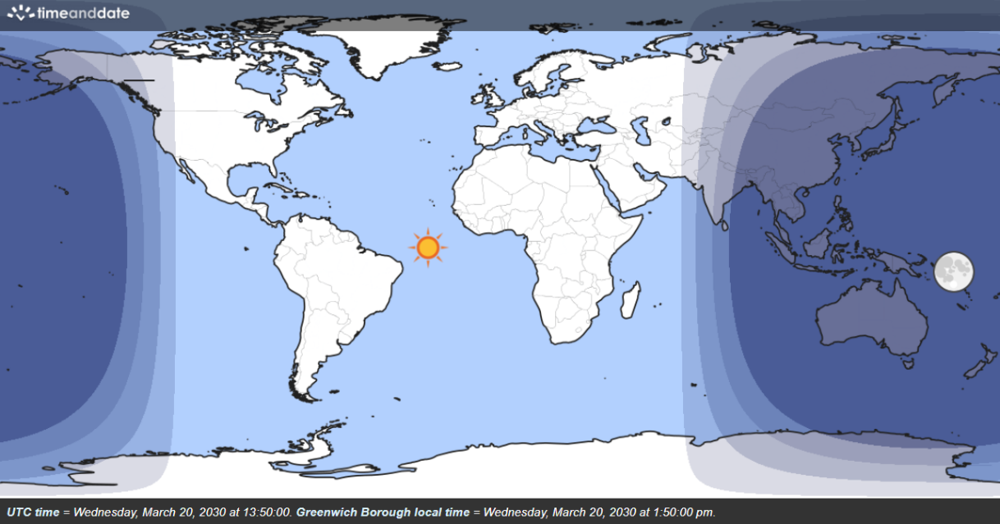 timeanddate
UTC time = Wednesday, March 20, 2030 at 13:50:00. Greenwich Borough local time = Wednesday, March 20, 2030 at 1:50:00 pm.